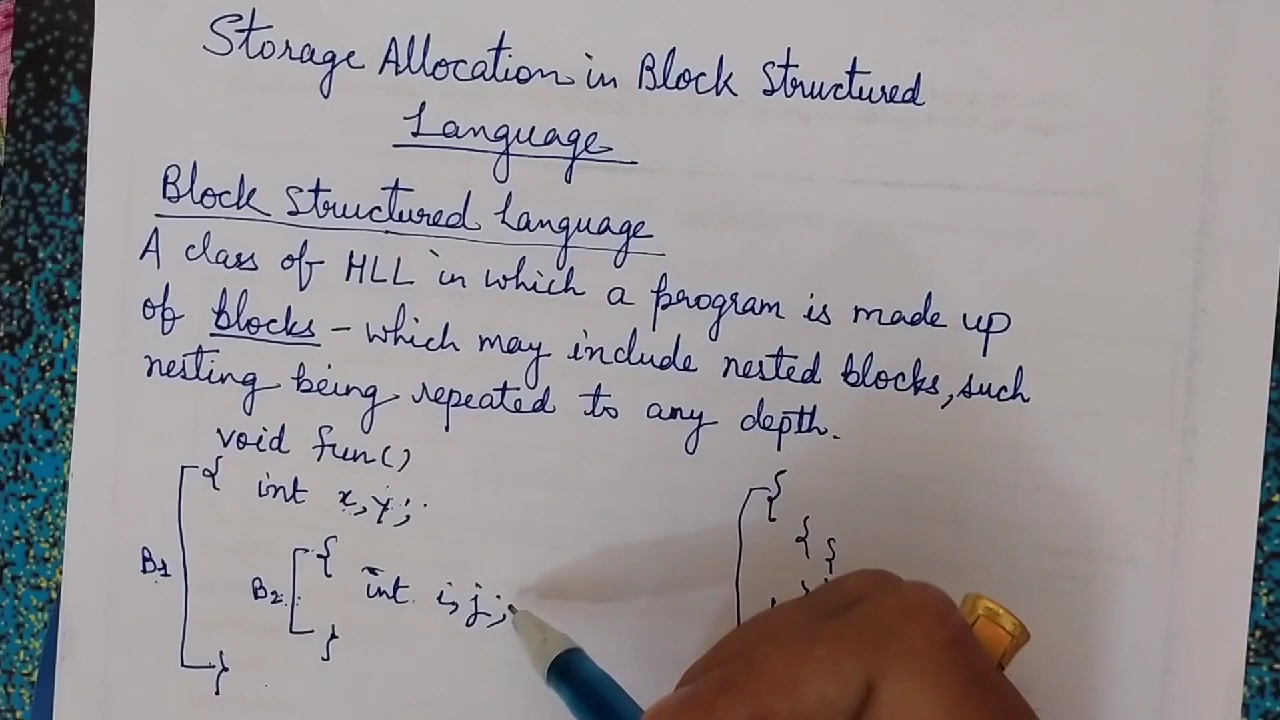 Storage Allocation in Block Structured
Language
Block Structured Language
A class of HLL in which a program is made up
of blocks - which may include nested blocks, such
nesting being repeated to any depth.
void fun()
{ int x,y;
B1
B2
{ int i,j;
}
}
{
{
{